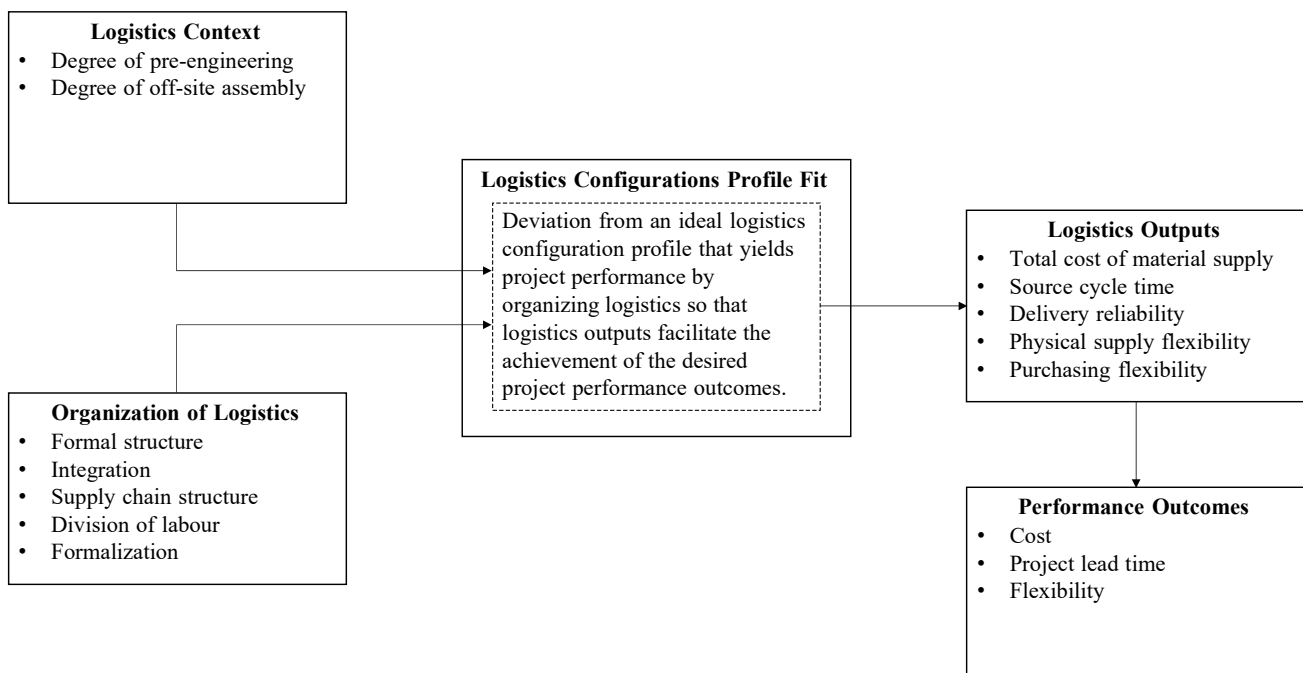 Logistics Context
• Degree of pre-engineering
• Degree of off-site assembly
Organization of Logistics
• Formal structure
• Integration
• Supply chain structure
• Division of labour
• Formalization
Logistics Configurations Profile Fit
Deviation from an ideal logistics
configuration profile that yields
project performance by
organizing logistics so that
logistics outputs facilitate the
achievement of the desired
project performance outcomes.
Logistics Outputs
• Total cost of material supply
• Source cycle time
• Delivery reliability
• Physical supply flexibility
• Purchasing flexibility
Performance Outcomes
• Cost
• Project lead time
• Flexibility